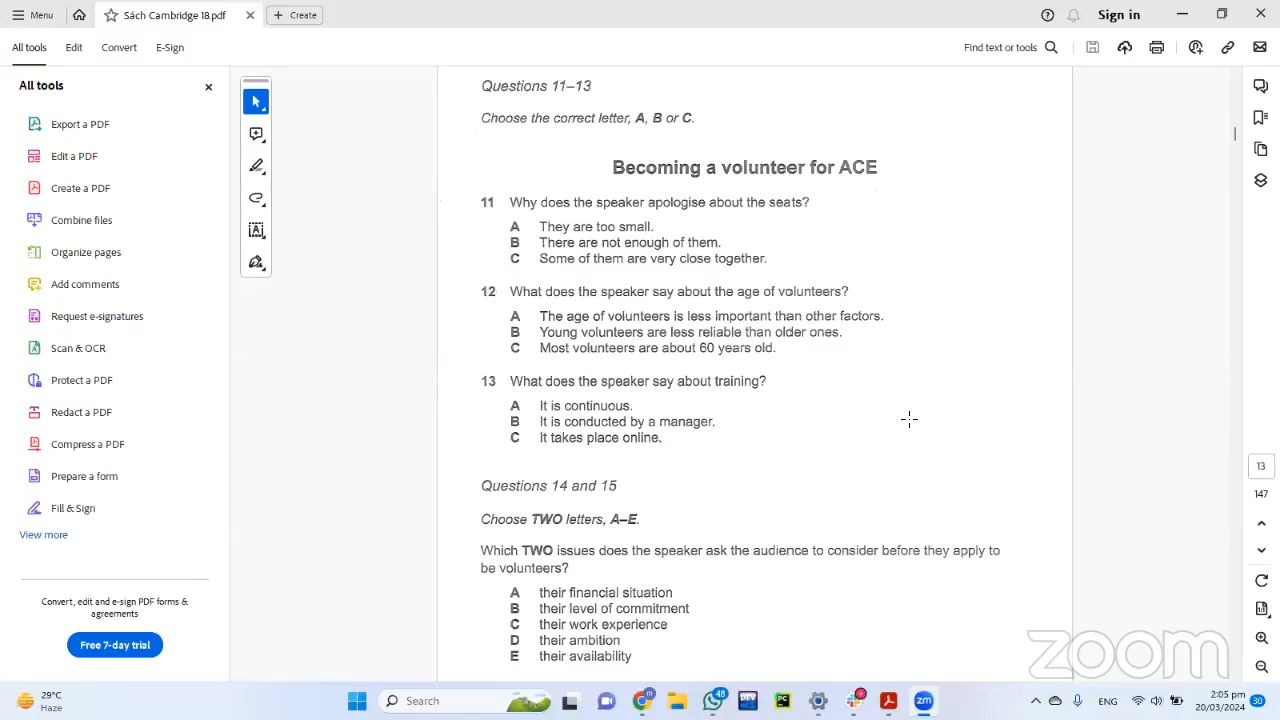 Menu
Sách Cambridge 18.pdf
Create
Sign in
All tools
Edit
Convert
E-Sign
Find text or tools
All tools
Export a PDF
Edit a PDF
Create a PDF
Combine files
Organize pages
Add comments
Request e-signatures
Scan & OCR
Protect a PDF
Redact a PDF
Compress a PDF
Prepare a form
Fill & Sign
View more
Convert, edit and e-sign PDF forms &
agreements
Free 7-day trial
Questions 11–13
Choose the correct letter, A, B or C.
Becoming a volunteer for ACE
11 Why does the speaker apologise about the seats?
A They are too small.
B There are not enough of them.
C Some of them are very close together.
12 What does the speaker say about the age of volunteers?
A The age of volunteers is less important than other factors.
B Young volunteers are less reliable than older ones.
C Most volunteers are about 60 years old.
13 What does the speaker say about training?
A It is continuous.
B It is conducted by a manager.
C It takes place online.
Questions 14 and 15
Choose TWO letters, A–E.
Which TWO issues does the speaker ask the audience to consider before they apply to
be volunteers?
A their financial situation
B their level of commitment
C their work experience
D their ambition
E their availability
13
147
zoom
29°C
Haze
Search
48
DEV
PC
zm
ENG
2:05 pm
20/03/2024
30